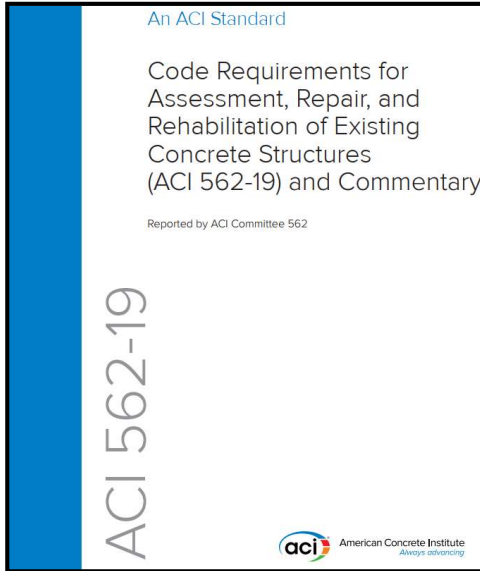 An ACI Standard
Code Requirements for
Assessment, Repair, and
Rehabilitation of Existing
Concrete Structures
(ACI 562-19) and Commentary
Reported by ACI Committee 562
ACI 562-19
aci
American Concrete Institute
Always advancing